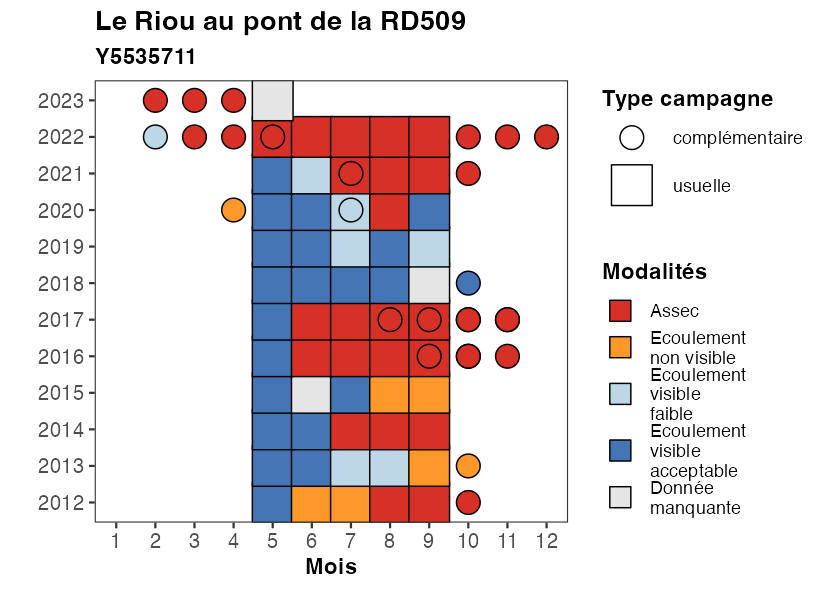 Le Riou au pont de la RD509
Y5535711
2023
2022
2021
2020
2019
2018
2017
2016
2015
2014
2013
2012
1 2 3 4 5 6 7 8 9 10 11 12
Mois
Type campagne
complémentaire
usuelle
Modalités
Assec
Ecoulement
non visible
Ecoulement
visible
faible
Ecoulement
visible
acceptable
Donnée
manquante